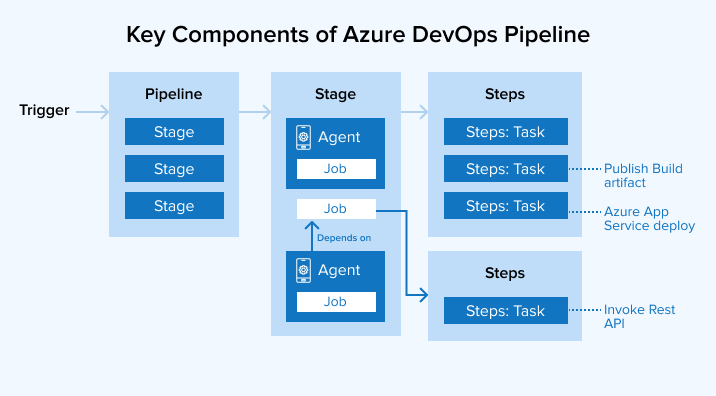 Key Components of Azure DevOps Pipeline
Trigger
Pipeline
Stage
Stage
Stage
Stage
Agent
Job
Job
Depends on
Agent
Job
Steps
Steps: Task
Steps: Task
Steps: Task
Publish Build
artifact
Azure App
Service deploy
Steps
Steps: Task
Invoke Rest
API